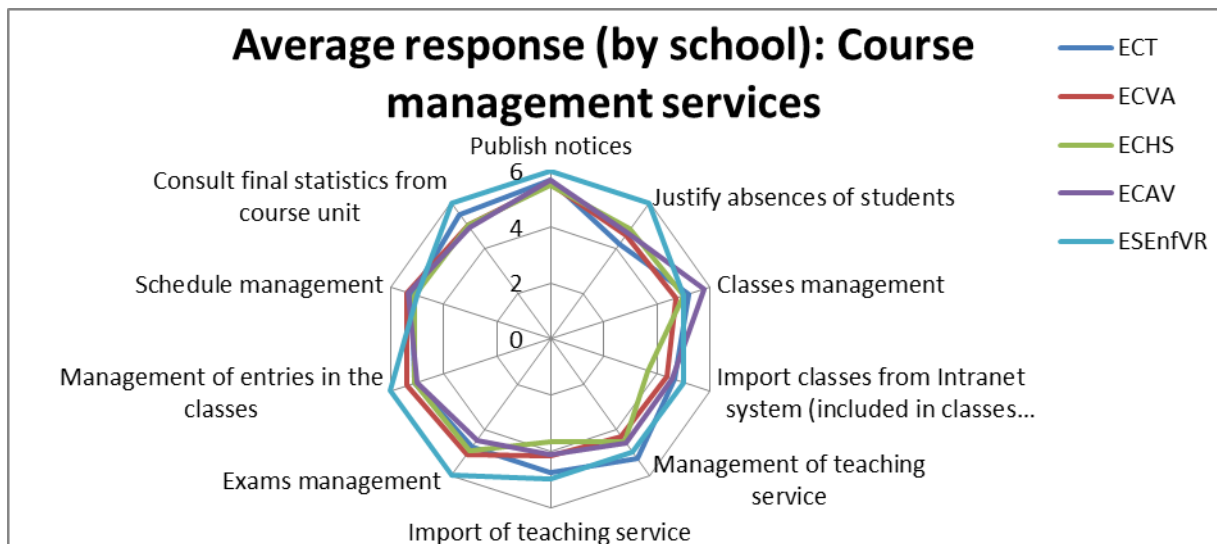 Average response (by school): Course
management services
ECT
ECVA
ECHS
ECAV
ESEnfVR
Publish notices
Justify absences of students
Classes management
Import classes from Intranet
system (included in classes...
Management of teaching
service
Import of teaching service
Exams management
Management of entries in the
classes
Schedule management
Consult final statistics from
course unit
6
4
2
0